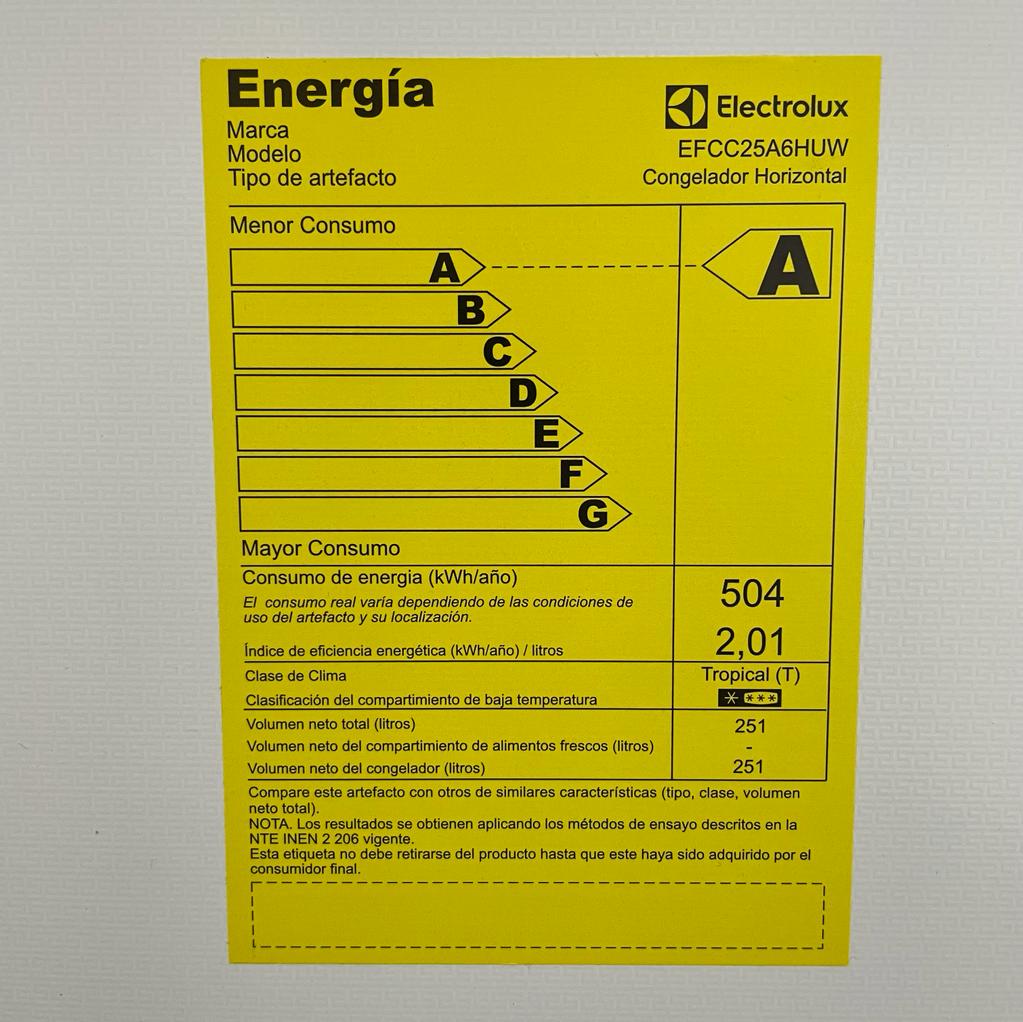 Energía
Electrolux
Marca
Modelo EFCC25A6HUW
Tipo de artefacto Congelador Horizontal
Menor Consumo
A A
B
C
D
E
F
G
Mayor Consumo
Consumo de energia (kWh/año) 504
El consumo real varía dependiendo de las condiciones de
uso del artefacto y su localización.
Índice de eficiencia energética (kWh/año) / litros 2,01
Clase de Clima Tropical (T)
Clasificación del compartimiento de baja temperatura
Volumen neto total (litros) 251
Volumen neto del compartimiento de alimentos frescos (litros) -
Volumen neto del congelador (litros) 251
Compare este artefacto con otros de similares características (tipo, clase, volumen
neto total).
NOTA. Los resultados se obtienen aplicando los métodos de ensayo descritos en la
NTE INEN 2 206 vigente.
Esta etiqueta no debe retirarse del producto hasta que este haya sido adquirido por el
consumidor final.